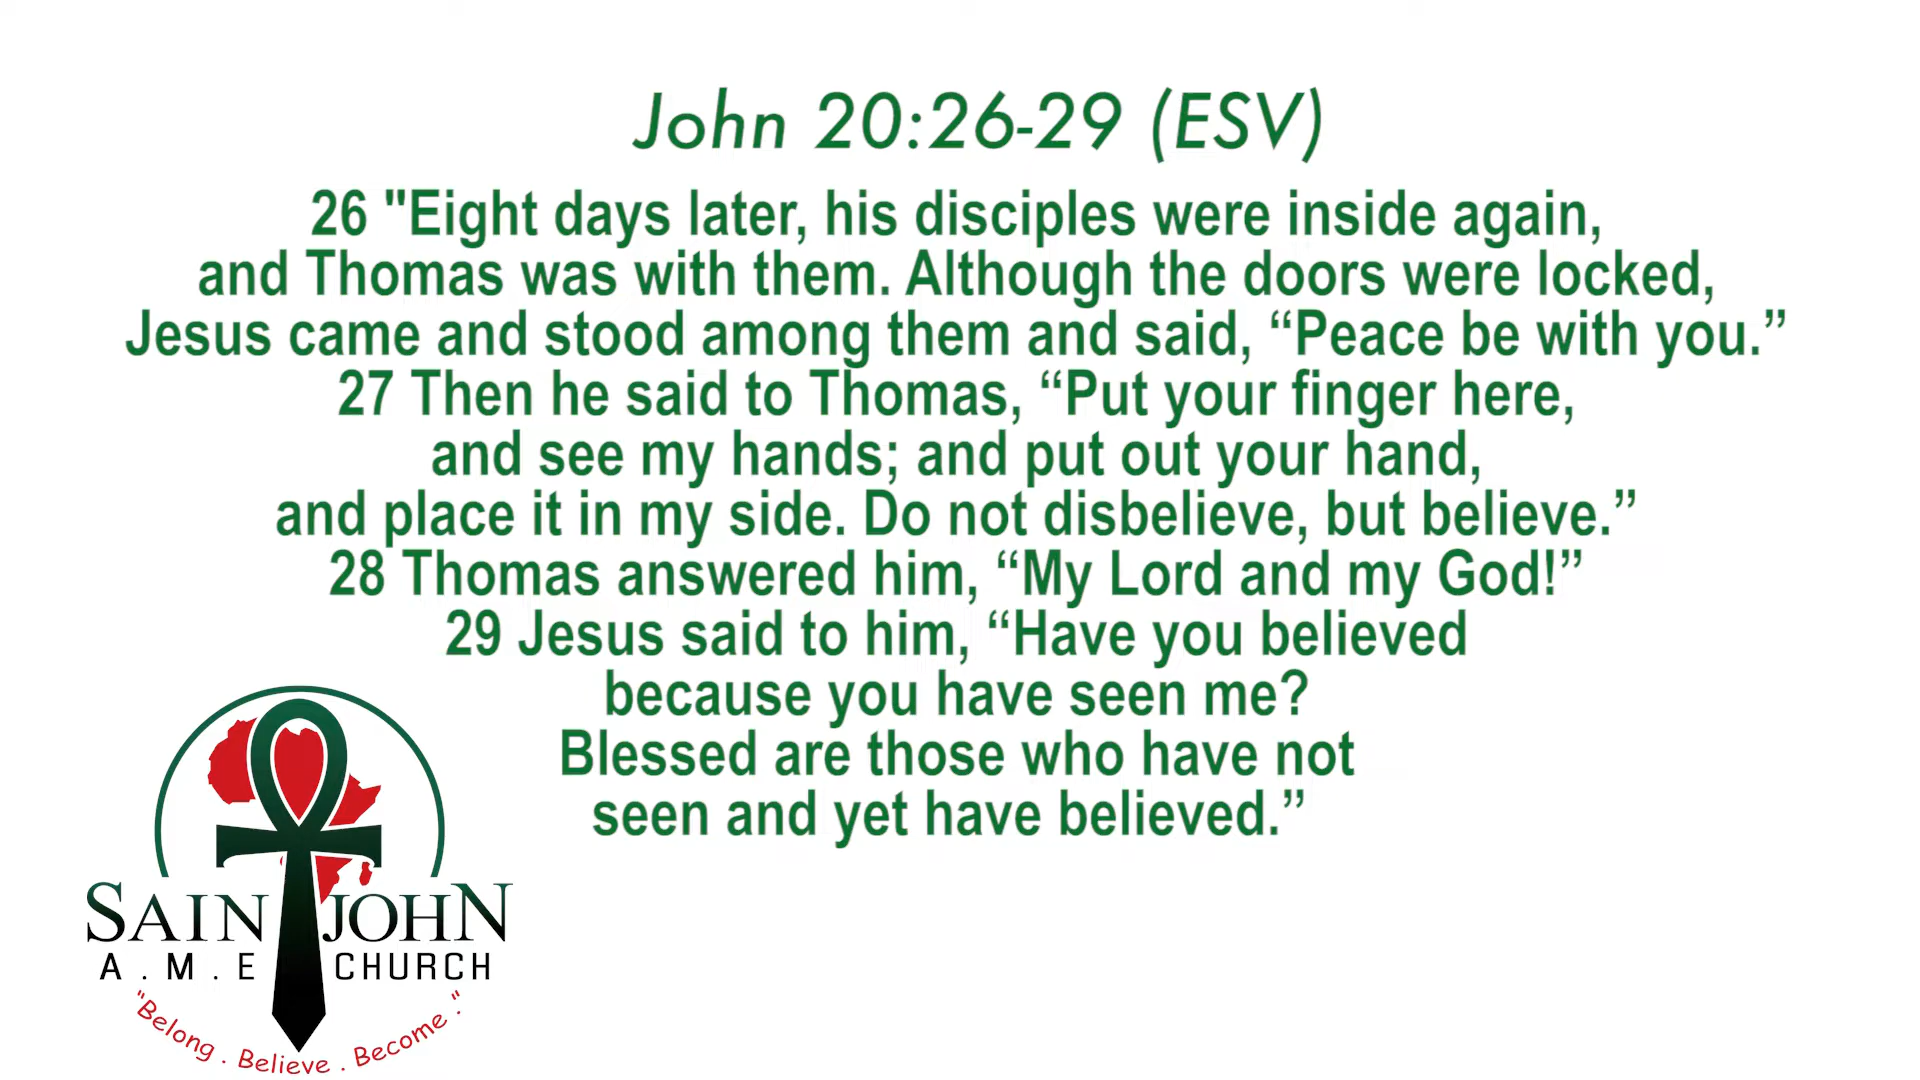 John 20:26-29 (ESV)
26 "Eight days later, his disciples were inside again,
and Thomas was with them. Although the doors were locked,
Jesus came and stood among them and said, “Peace be with you.”
27 Then he said to Thomas, “Put your finger here,
and see my hands; and put out your hand,
and place it in my side. Do not disbelieve, but believe.”
28 Thomas answered him, “My Lord and my God!”
29 Jesus said to him, “Have you believed
because you have seen me?
Blessed are those who have not
seen and yet have believed.”
SAINT JOHN
A.M.E CHURCH
"Belong . Believe . Become ."